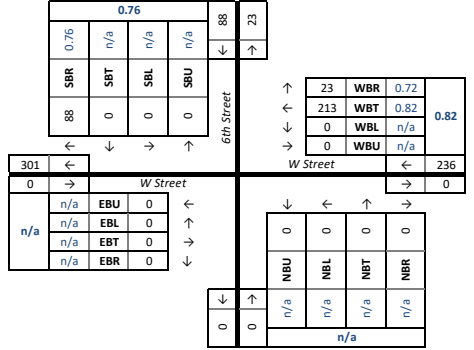 0.76
88 23
0.76 n/a n/a n/a
↓ ↑
SBR SBT SBL SBU
88 0 0 0
6th Street
↑ 23 WBR 0.72
← 213 WBT 0.82
0.82
↓ 0 WBL n/a
→ 0 WBU n/a
← ↓ → ↑
301 ← W Street ← 236
0 → W Street → 0
n/a
n/a EBU 0 ←
n/a EBL 0 ↑
n/a EBT 0 →
n/a EBR 0 ↓
↓ ← ↑ →
0 0 0 0
NBU NBL NBT NBR
↓ ↑
n/a n/a n/a n/a
0 0
n/a